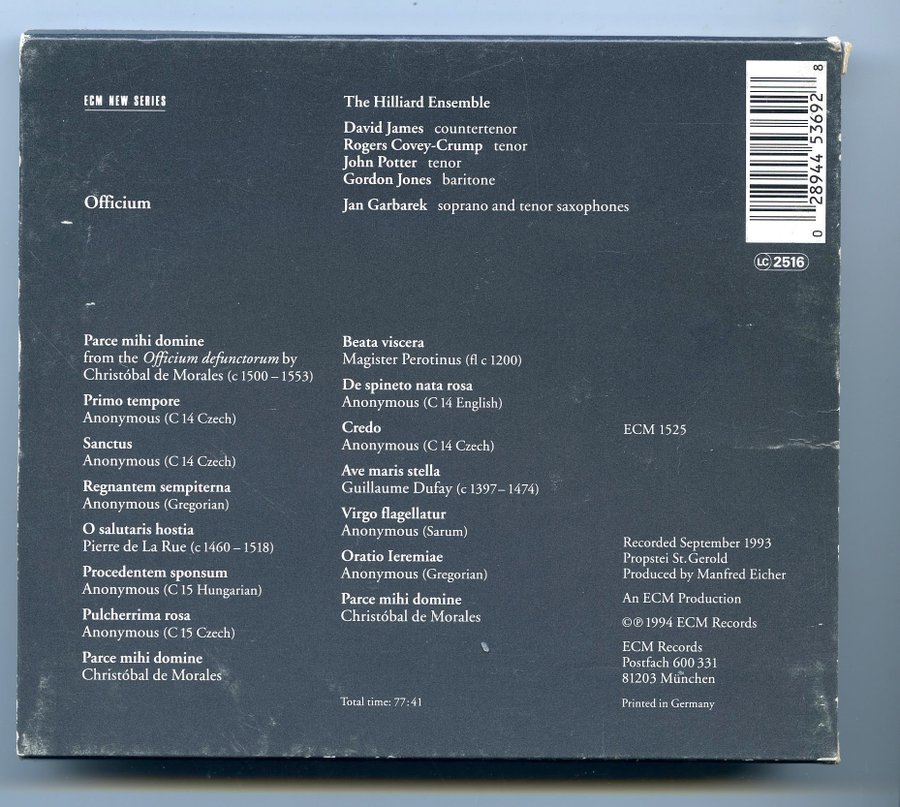 ECM NEW SERIES
Officium
The Hilliard Ensemble
David James countertenor
Rogers Covey-Crump tenor
John Potter tenor
Gordon Jones baritone
Jan Garbarek soprano and tenor saxophones
0 28944 53692 8
LC 2516
Parce mihi domine
from the Officium defunctorum by
Christóbal de Morales (c 1500 – 1553)
Primo tempore
Anonymous (C 14 Czech)
Sanctus
Anonymous (C 14 Czech)
Regnantem sempiterna
Anonymous (Gregorian)
O salutaris hostia
Pierre de La Rue (c 1460 – 1518)
Procedentem sponsum
Anonymous (C 15 Hungarian)
Pulcherrima rosa
Anonymous (C 15 Czech)
Parce mihi domine
Christóbal de Morales
Beata viscera
Magister Perotinus (fl c 1200)
De spineto nata rosa
Anonymous (C 14 English)
Credo
Anonymous (C 14 Czech)
Ave maris stella
Guillaume Dufay (c 1397 – 1474)
Virgo flagellatur
Anonymous (Sarum)
Oratio Ieremiae
Anonymous (Gregorian)
Parce mihi domine
Christóbal de Morales
Total time: 77:41
ECM 1525
Recorded September 1993
Propstei St. Gerold
Produced by Manfred Eicher
An ECM Production
©℗ 1994 ECM Records
ECM Records
Postfach 600 331
81203 München
Printed in Germany